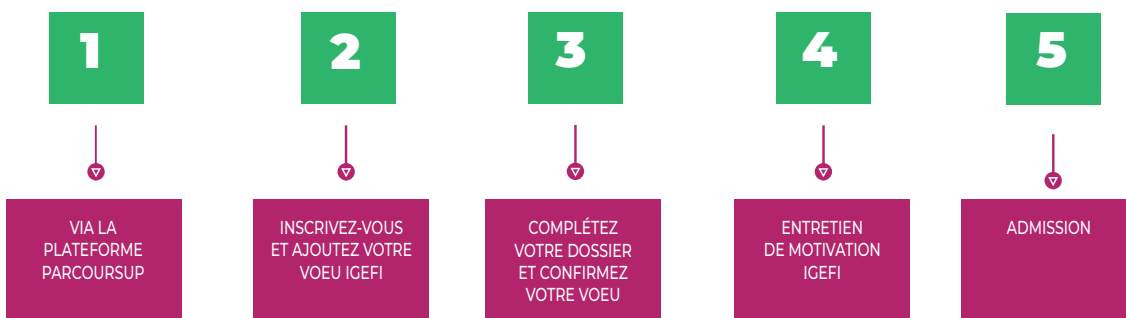 1
VIA LA
PLATEFORME
PARCOURSUP
2
INSCRIVEZ-VOUS
ET AJOUTEZ VOTRE
VOEU IGEFI
3
COMPLÉTEZ
VOTRE DOSSIER
ET CONFIRMEZ
VOTRE VOEU
4
ENTRETIEN
DE MOTIVATION
IGEFI
5
ADMISSION